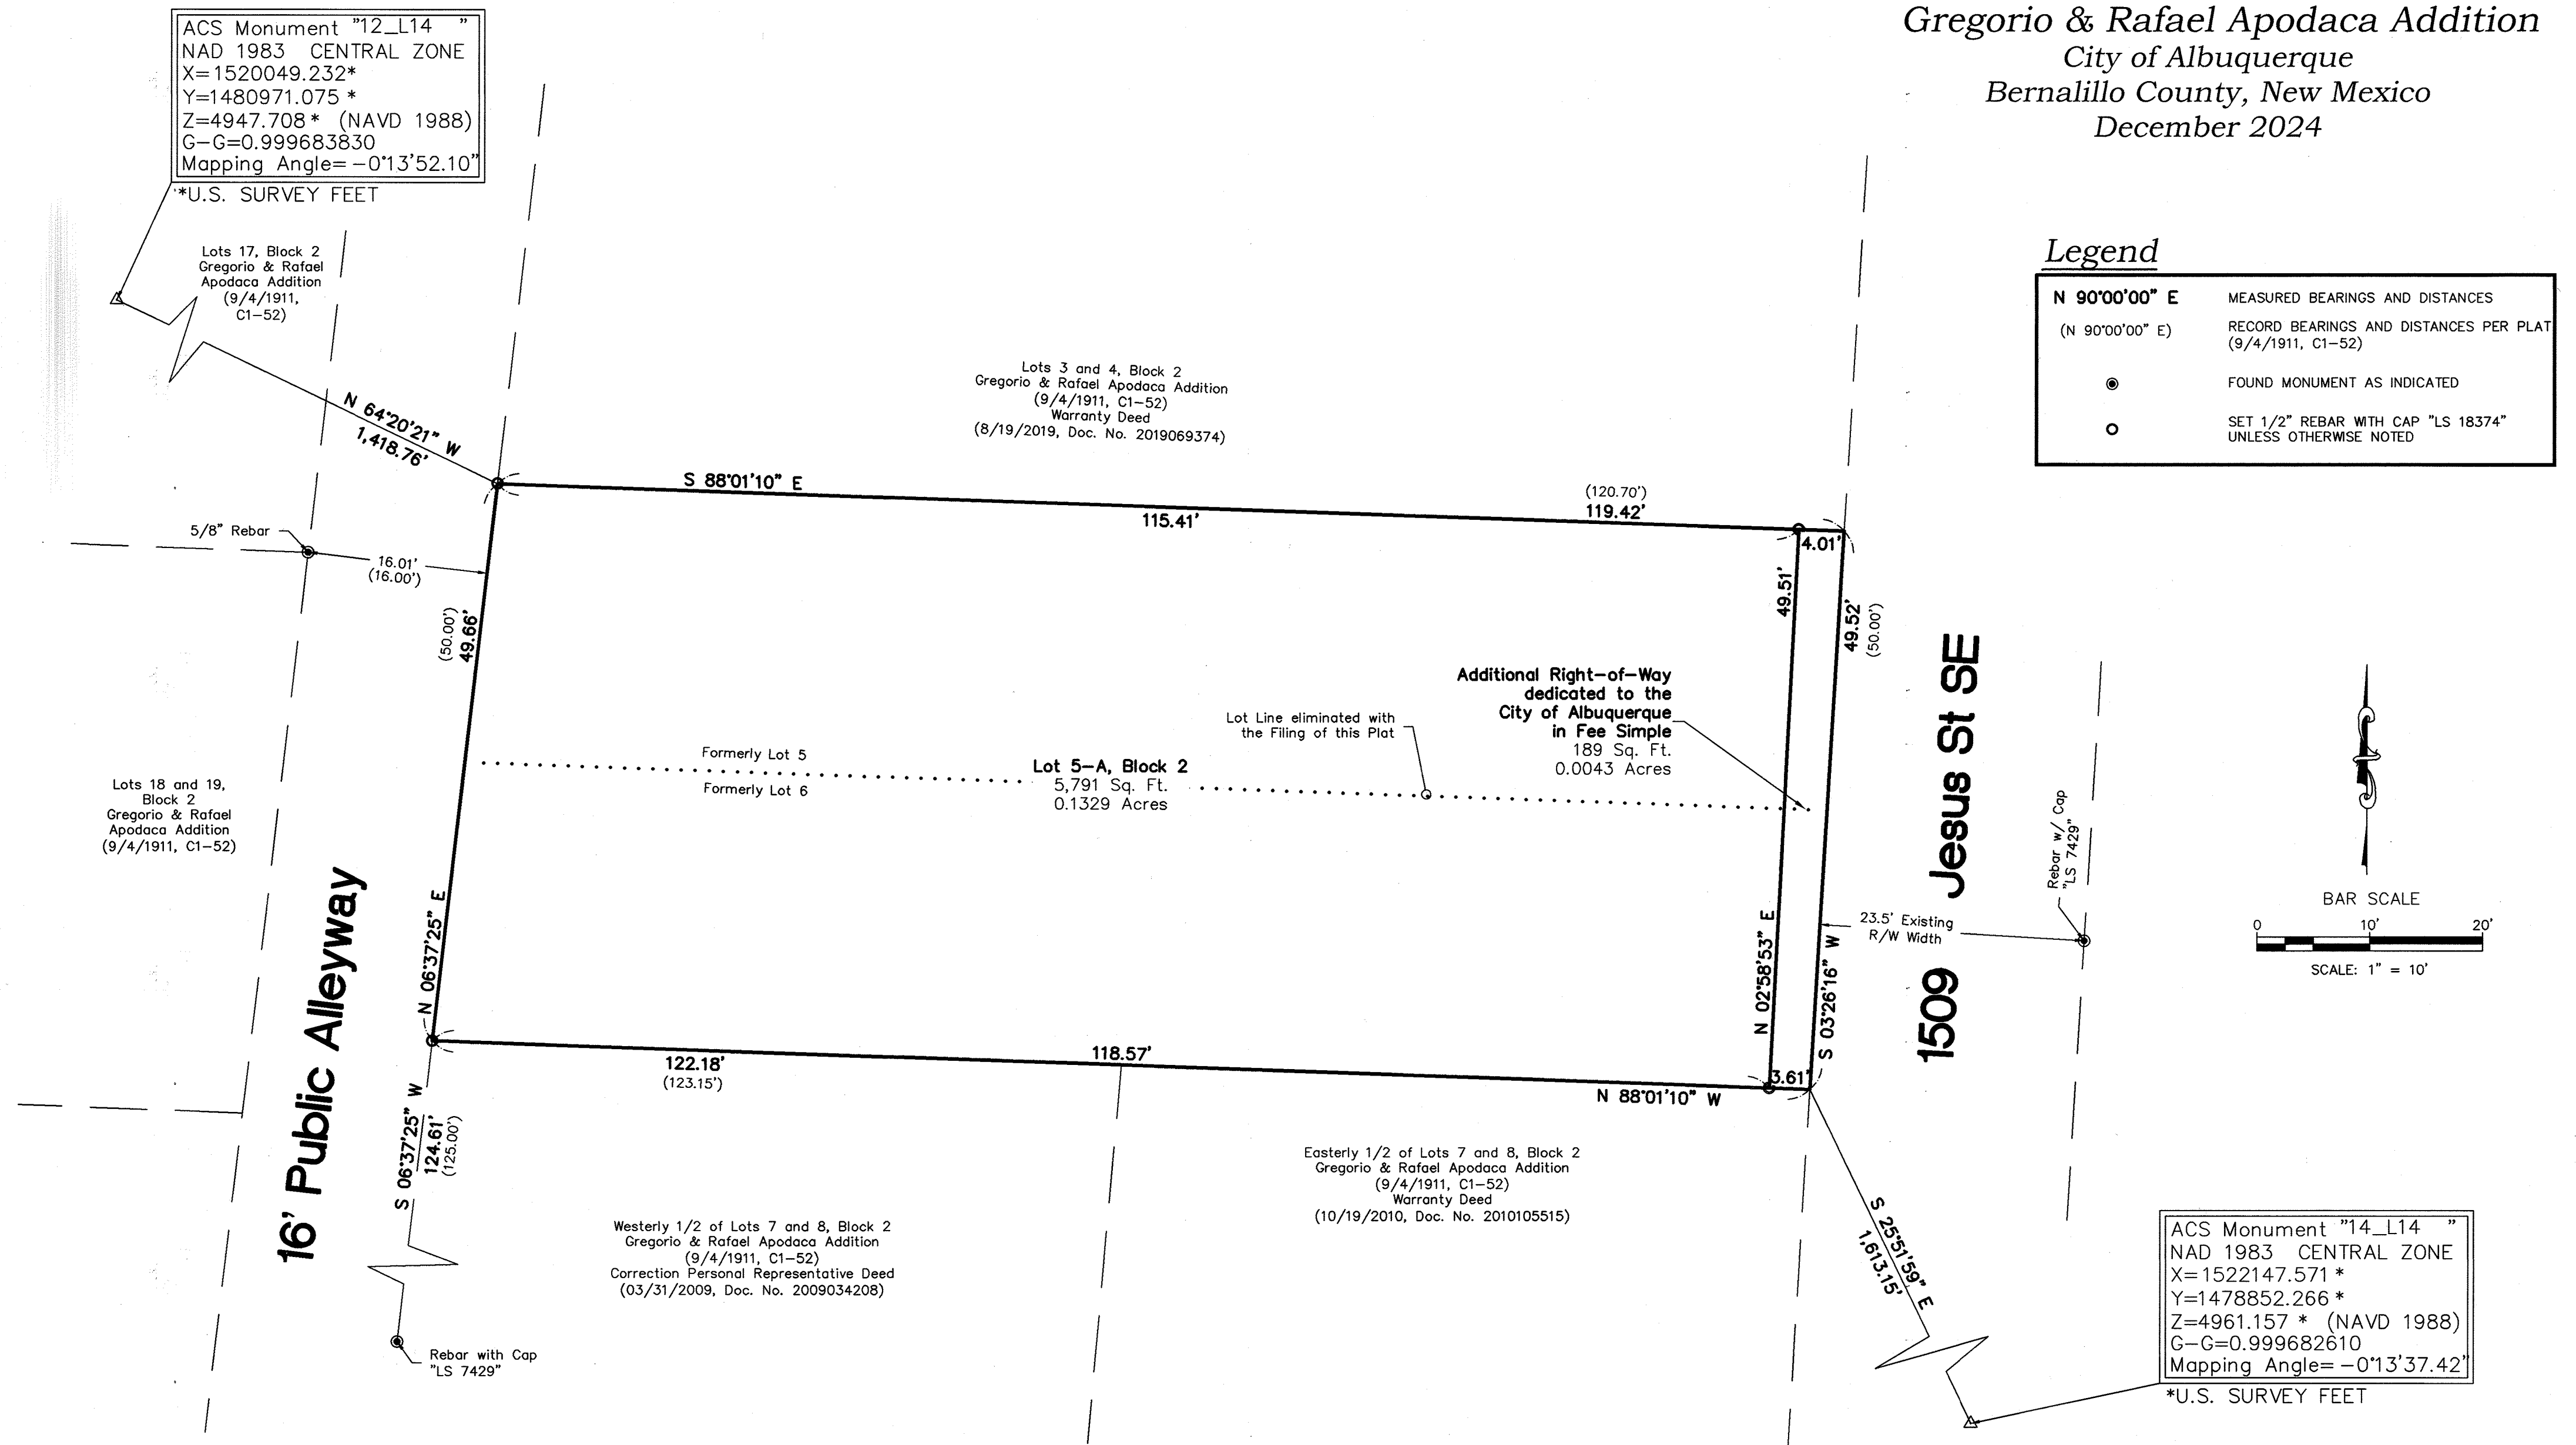 Gregorio & Rafael Apodaca Addition
City of Albuquerque
Bernalillo County, New Mexico
December 2024
ACS Monument "12_L14 "
NAD 1983 CENTRAL ZONE
X=1520049.232*
Y=1480971.075 *
Z=4947.708* (NAVD 1988)
G-G=0.999683830
Mapping Angle= -0°13'52.10"
*U.S. SURVEY FEET
Lots 17, Block 2
Gregorio & Rafael
Apodaca Addition
(9/4/1911,
C1-52)
Legend
N 90°00'00" E
MEASURED BEARINGS AND DISTANCES
(N 90°00'00" E)
RECORD BEARINGS AND DISTANCES PER PLAT
(9/4/1911, C1-52)
FOUND MONUMENT AS INDICATED
SET 1/2" REBAR WITH CAP "LS 18374"
UNLESS OTHERWISE NOTED
Lots 3 and 4, Block 2
Gregorio & Rafael Apodaca Addition
(9/4/1911, C1-52)
Warranty Deed
(8/19/2019, Doc. No. 2019069374)
N 64°20'21" W
1,418.76'
S 88°01'10" E
115.41'
(120.70')
119.42'
4.01'
5/8" Rebar
16.01'
(16.00')
(50.00')
49.66'
49.51'
49.52'
(50.00')
Additional Right-of-Way
dedicated to the
City of Albuquerque
in Fee Simple
189 Sq. Ft.
0.0043 Acres
Lot Line eliminated with
the Filing of this Plat
Formerly Lot 5
Formerly Lot 6
Lot 5-A, Block 2
5,791 Sq. Ft.
0.1329 Acres
Lots 18 and 19,
Block 2
Gregorio & Rafael
Apodaca Addition
(9/4/1911, C1-52)
16' Public Alleyway
N 06°37'25" E
N 02°58'53" E
S 03°26'16" W
1509 Jesus St SE
23.5' Existing
R/W Width
Rebar w/ Cap
"LS 7429"
BAR SCALE
0 10' 20'
SCALE: 1" = 10'
122.18'
(123.15')
118.57'
N 88°01'10" W
3.61'
S 06°37'25" W
124.61'
(125.00')
Easterly 1/2 of Lots 7 and 8, Block 2
Gregorio & Rafael Apodaca Addition
(9/4/1911, C1-52)
Warranty Deed
(10/19/2010, Doc. No. 2010105515)
Westerly 1/2 of Lots 7 and 8, Block 2
Gregorio & Rafael Apodaca Addition
(9/4/1911, C1-52)
Correction Personal Representative Deed
(03/31/2009, Doc. No. 2009034208)
Rebar with Cap
"LS 7429"
S 25°51'59" E
1,613.15'
ACS Monument "14_L14 "
NAD 1983 CENTRAL ZONE
X=1522147.571 *
Y=1478852.266 *
Z=4961.157 * (NAVD 1988)
G-G=0.999682610
Mapping Angle= -0°13'37.42"
*U.S. SURVEY FEET